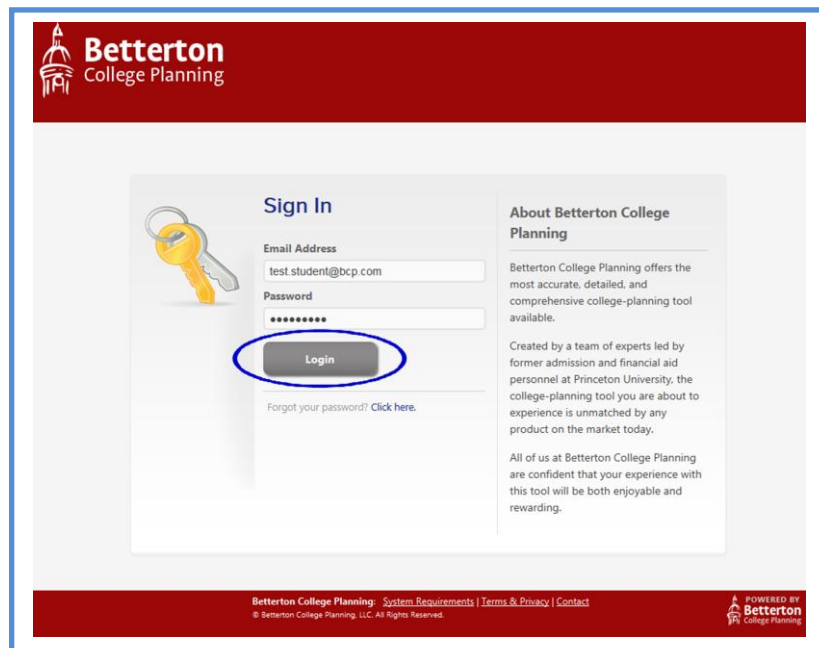 Betterton
College Planning
Sign In
Email Address
test.student@bcp.com
Password
•••••••••
Login
Forgot your password? Click here.
About Betterton College
Planning
Betterton College Planning offers the
most accurate, detailed, and
comprehensive college-planning tool
available.
Created by a team of experts led by
former admission and financial aid
personnel at Princeton University, the
college-planning tool you are about to
experience is unmatched by any
product on the market today.
All of us at Betterton College Planning
are confident that your experience with
this tool will be both enjoyable and
rewarding.
Betterton College Planning: System Requirements | Terms & Privacy | Contact
© Betterton College Planning, LLC. All Rights Reserved.
POWERED BY
Betterton
College Planning